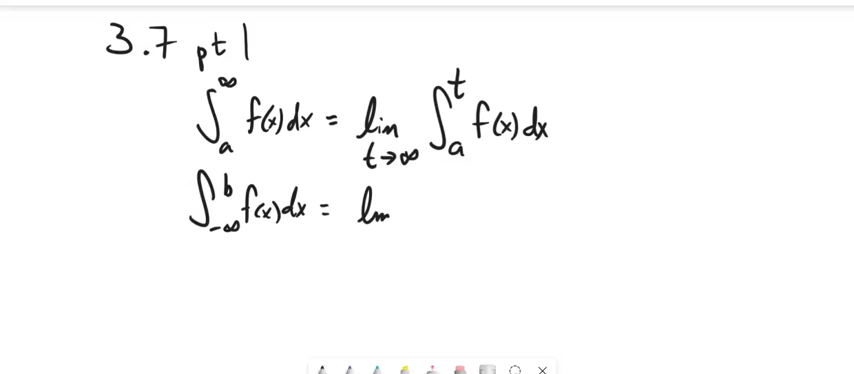 3.7 pt 1
∫_a^∞ f(x)dx = lim_{t→∞} ∫_a^t f(x)dx
∫_{-∞}^b f(x)dx = lim